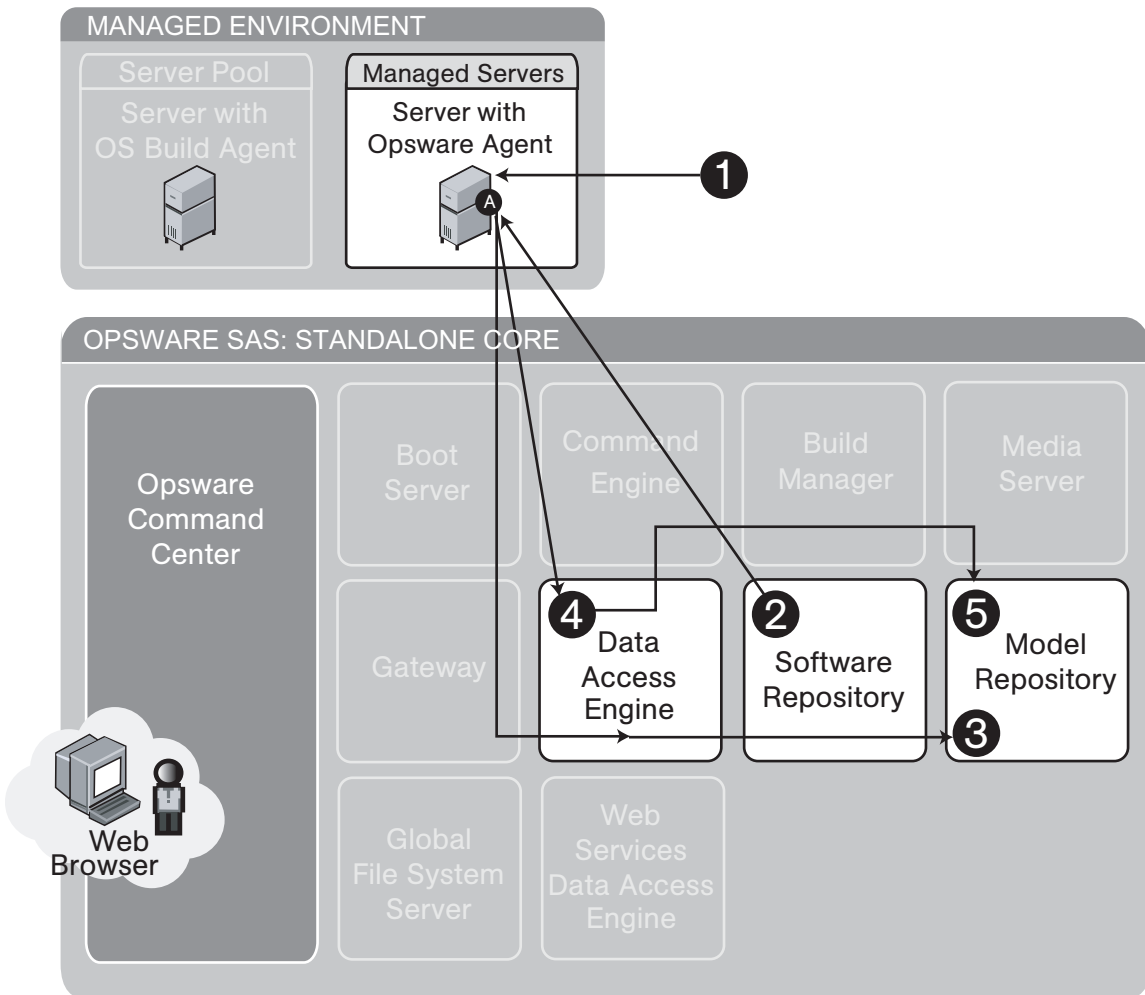 MANAGED ENVIRONMENT
Server Pool
Server with
OS Build Agent
Managed Servers
Server with
Opsware Agent
A
1
OPSWARE SAS: STANDALONE CORE
Opsware
Command
Center
Boot
Server
Command
Engine
Build
Manager
Media
Server
Gateway
4
Data
Access
Engine
2
Software
Repository
5
Model
Repository
3
Web
Browser
Global
File System
Server
Web
Services
Data Access
Engine